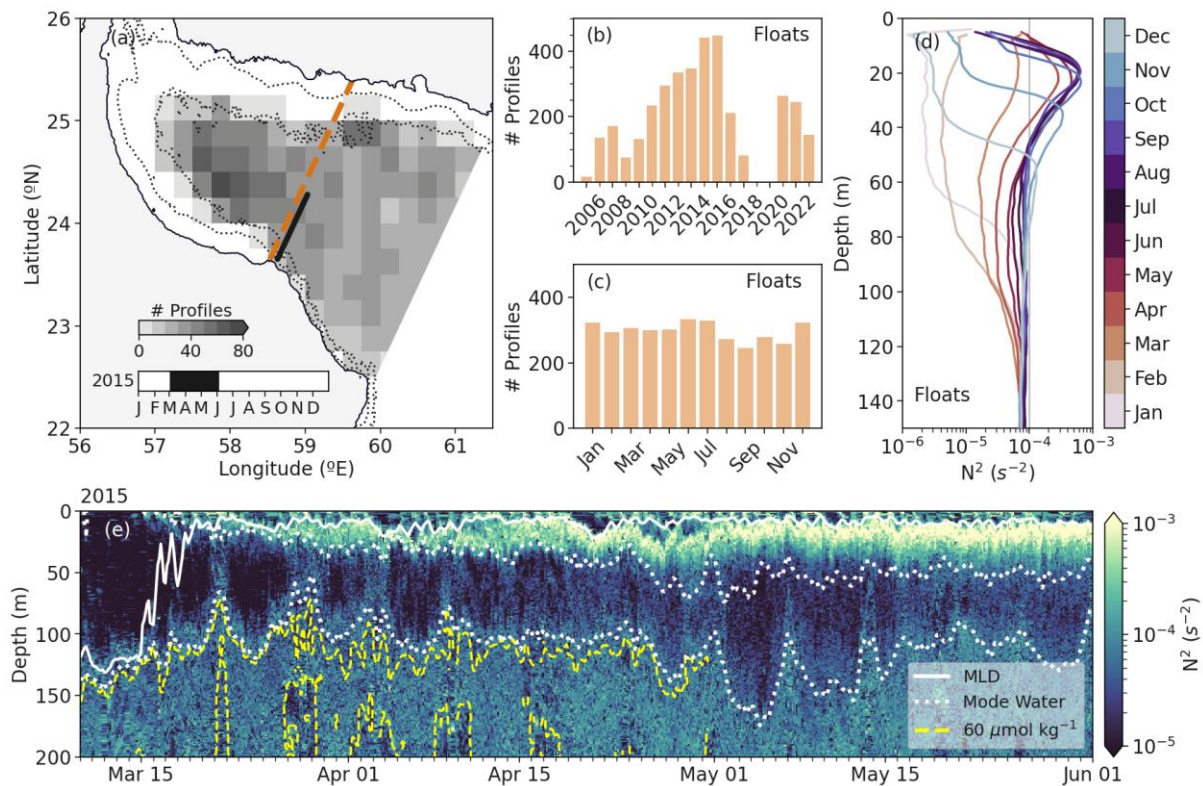 (a)
26
25
24
23
22
Latitude (ºN)
# Profiles
0 40 80
2015
J F M A M J J A S O N D
56 57 58 59 60 61
Longitude (ºE)
(b) Floats
400
200
0
# Profiles
2006 2008 2010 2012 2014 2016 2018 2020 2022
(c) Floats
400
200
0
# Profiles
Jan Mar May Jul Sep Nov
(d)
0
20
40
60
80
100
120
140
Depth (m)
Floats
10⁻⁶ 10⁻⁵ 10⁻⁴ 10⁻³
N² (s⁻²)
Dec
Nov
Oct
Sep
Aug
Jul
Jun
May
Apr
Mar
Feb
Jan
2015
(e)
0
50
100
150
200
Depth (m)
MLD
Mode Water
60 μmol kg⁻¹
Mar 15 Apr 01 Apr 15 May 01 May 15 Jun 01
10⁻³
10⁻⁴
10⁻⁵
N² (s⁻²)